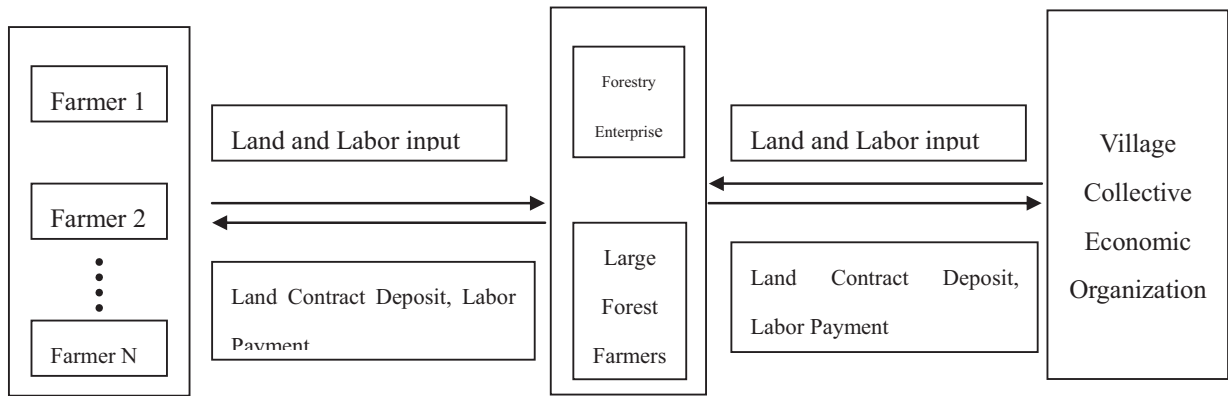 Farmer 1
Farmer 2
Farmer N
Land and Labor input
Land Contract Deposit, Labor
Payment
Forestry
Enterprise
Large
Forest
Farmers
Land and Labor input
Land Contract Deposit,
Labor Payment
Village
Collective
Economic
Organization